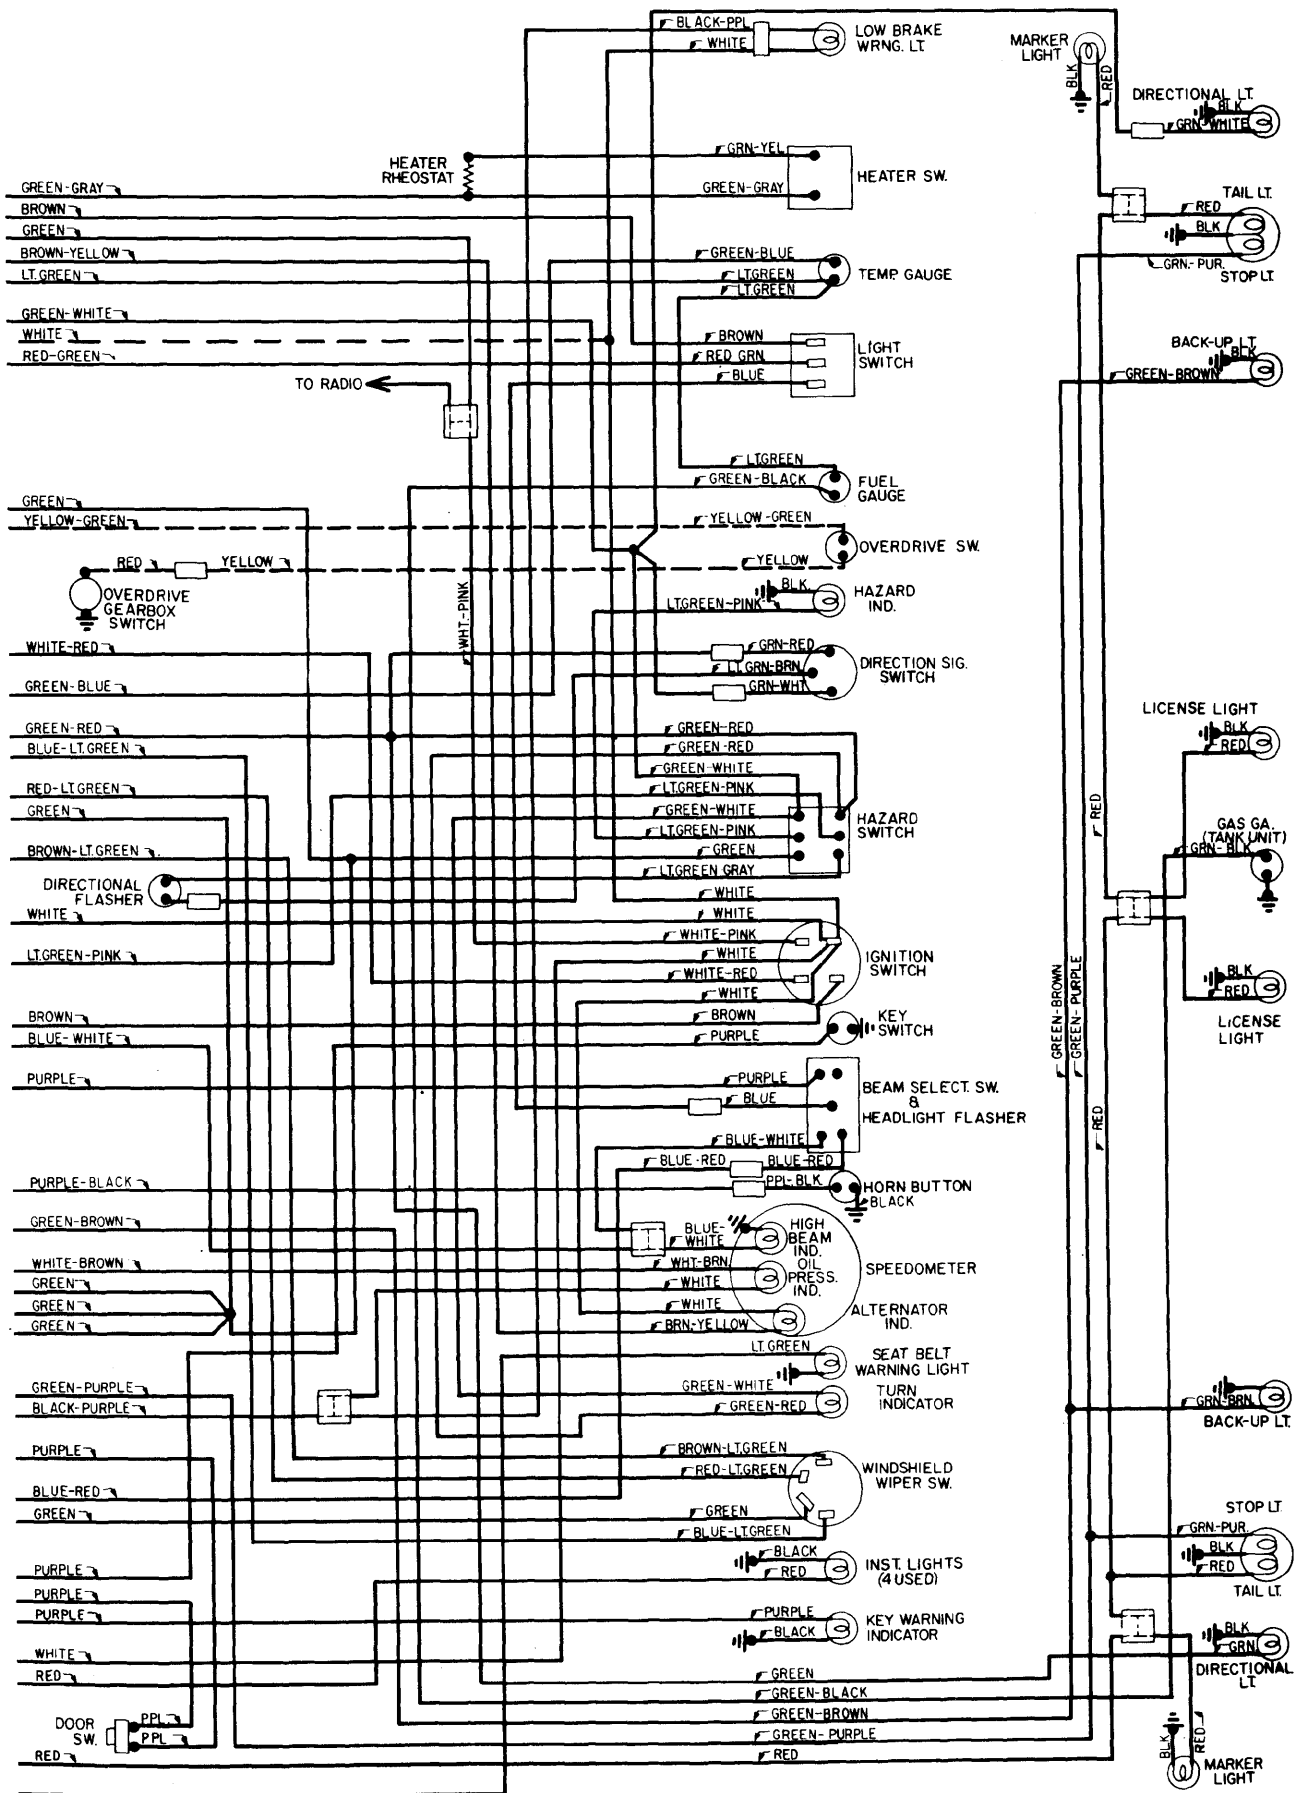 BLACK-PPL
WHITE
LOW BRAKE
WRNG. LT.
MARKER
LIGHT
BLK
RED
DIRECTIONAL LT.
BLK
GRN-WHITE
HEATER
RHEOSTAT
GRN-YEL
GREEN-GRAY
HEATER SW.
GREEN-GRAY
BROWN
GREEN
BROWN-YELLOW
LT.GREEN
TAIL LT.
RED
BLK
GRN.-PUR.
STOP LT.
GREEN-BLUE
LT.GREEN
LT.GREEN
TEMP. GAUGE
GREEN-WHITE
WHITE
RED-GREEN
BROWN
RED GRN.
BLUE
LIGHT
SWITCH
TO RADIO
BACK-UP LT.
BLK
GREEN-BROWN
LT.GREEN
GREEN-BLACK
FUEL
GAUGE
GREEN
YELLOW-GREEN
YELLOW-GREEN
OVERDRIVE SW.
RED
YELLOW
YELLOW
OVERDRIVE
GEARBOX
SWITCH
WHT.-PINK
BLK.
LT.GREEN-PINK
HAZARD
IND.
WHITE-RED
GREEN-BLUE
GRN-RED
LT GRN-BRN
GRN-WHT
DIRECTION SIG.
SWITCH
GREEN-RED
BLUE-LT.GREEN
RED-LT.GREEN
GREEN
GREEN-RED
GREEN-RED
GREEN-WHITE
LT.GREEN-PINK
GREEN-WHITE
LT.GREEN-PINK
GREEN
LT.GREEN GRAY
HAZARD
SWITCH
LICENSE LIGHT
BLK
RED
RED
GAS GA.
(TANK UNIT)
GRN-BLK
BROWN-LT.GREEN
DIRECTIONAL
FLASHER
WHITE
LT.GREEN-PINK
WHITE
WHITE
WHITE-PINK
WHITE
WHITE-RED
WHITE
BROWN
PURPLE
IGNITION
SWITCH
KEY
SWITCH
BLK
RED
LICENSE
LIGHT
GREEN-BROWN
GREEN-PURPLE
RED
BROWN
BLUE-WHITE
PURPLE
PURPLE
BLUE
BLUE-WHITE
BLUE-RED
BLUE-RED
BEAM SELECT. SW.
&
HEADLIGHT FLASHER
PURPLE-BLACK
PPL-BLK
HORN BUTTON
BLACK
GREEN-BROWN
WHITE-BROWN
GREEN
GREEN
GREEN
BLUE-
WHITE
WHT-BRN
WHITE
WHITE
BRN-YELLOW
HIGH
BEAM
IND.
OIL
PRESS.
IND.
SPEEDOMETER
ALTERNATOR
IND.
LT.GREEN
SEAT BELT
WARNING LIGHT
GREEN-PURPLE
BLACK-PURPLE
GREEN-WHITE
GREEN-RED
TURN
INDICATOR
GRN-BRN.
BACK-UP LT.
PURPLE
BLUE-RED
GREEN
BROWN-LT.GREEN
RED-LT.GREEN
GREEN
BLUE-LT.GREEN
WINDSHIELD
WIPER SW.
STOP LT.
GRN.-PUR.
BLK
RED
TAIL LT.
PURPLE
PURPLE
PURPLE
BLACK
RED
INST. LIGHTS
(4 USED)
PURPLE
BLACK
KEY WARNING
INDICATOR
BLK
GRN.
DIRECTIONAL
LT.
WHITE
RED
GREEN
GREEN-BLACK
GREEN-BROWN
GREEN-PURPLE
RED
DOOR
SW.
PPL
PPL
RED
BLK
RED
MARKER
LIGHT